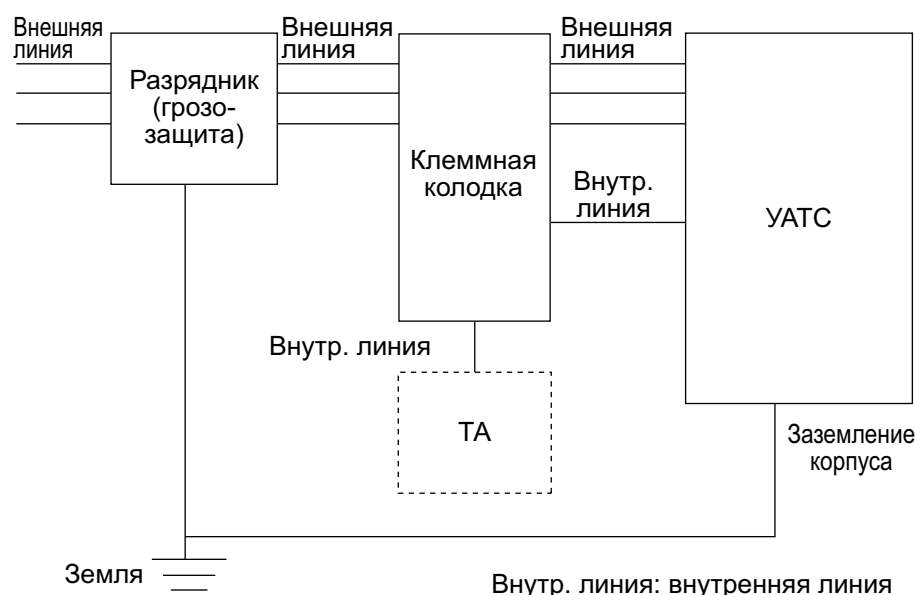 Внешняя
линия
Внешняя
линия
Внешняя
линия
Разрядник
(грозо-
защита)
Клеммная
колодка
Внутр.
линия
УАТС
Внутр. линия
ТА
Заземление
корпуса
Земля
Внутр. линия: внутренняя линия